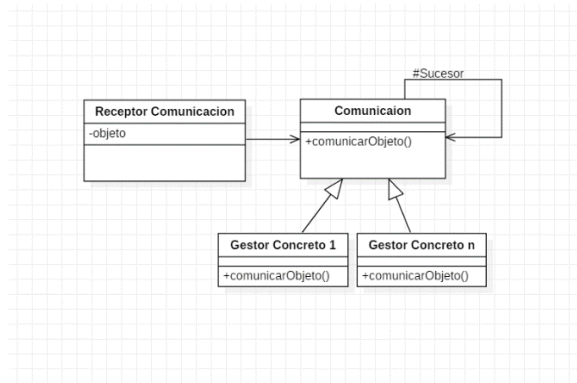 #Sucesor
Receptor Comunicacion
Comunicaion
-objeto
+comunicarObjeto()
Gestor Concreto 1
Gestor Concreto n
+comunicarObjeto()
+comunicarObjeto()